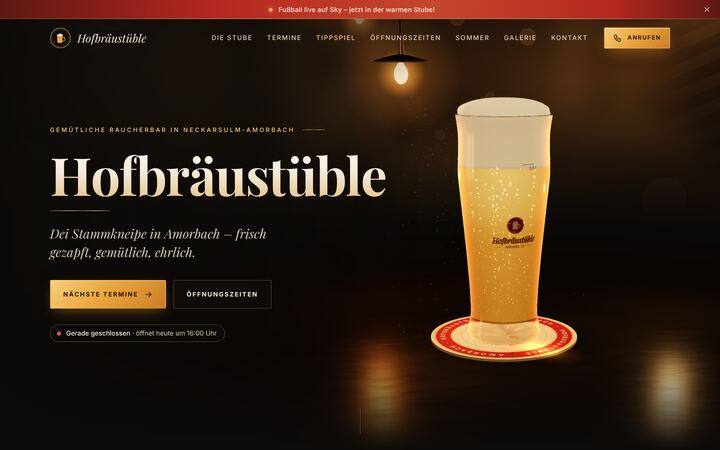 Fußball live auf Sky – jetzt in der warmen Stube!
Hofbräustüble
DIE STUBE
TERMINE
TIPPSPIEL
ÖFFNUNGSZEITEN
SOMMER
GALERIE
KONTAKT
ANRUFEN
GEMÜTLICHE RAUCHERBAR IN NECKARSULM-AMORBACH
Hofbräustüble
Dei Stammkneipe in Amorbach – frisch
gezapft, gemütlich, ehrlich.
NÄCHSTE TERMINE →
ÖFFNUNGSZEITEN
Gerade geschlossen · öffnet heute um 16:00 Uhr
Hofbräustüble
AMORBACH